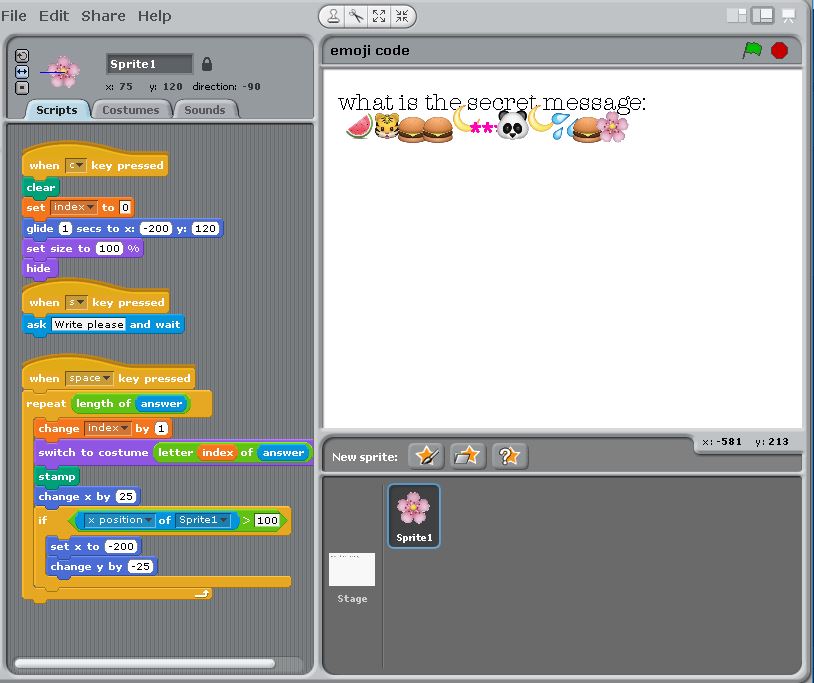 File Edit Share Help
Sprite1
x: 75 y: 120 direction: -90
Scripts Costumes Sounds
when c key pressed
clear
set index to 0
glide 1 secs to x: -200 y: 120
set size to 100 %
hide
when s key pressed
ask Write please and wait
when space key pressed
repeat length of answer
change index by 1
switch to costume letter index of answer
stamp
change x by 25
if x position of Sprite1 > 100
set x to -200
change y by -25
emoji code
what is the secret message:
**
x: -581 y: 213
New sprite:
Sprite1
Stage